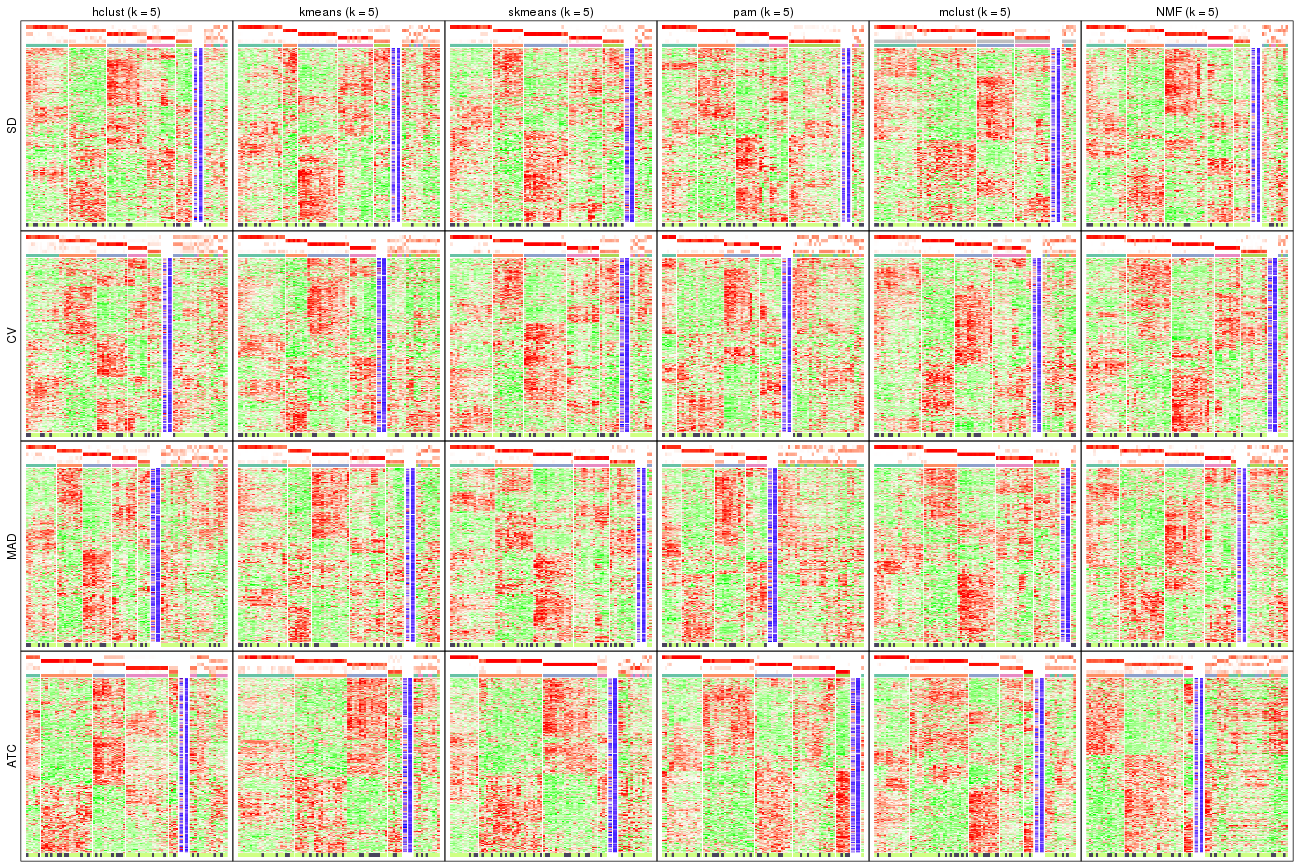 hclust (k = 5) kmeans (k = 5) skmeans (k = 5) pam (k = 5) mclust (k = 5) NMF (k = 5)
SD
CV
MAD
ATC